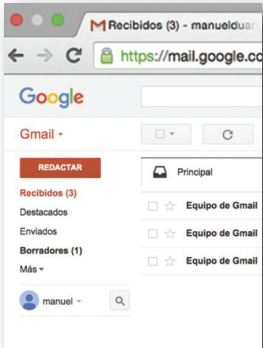 Recibidos (3) - manuelduar
https://mail.google.co
Google
Gmail
REDACTAR
Principal
Recibidos (3)
Equipo de Gmail
Destacados
Enviados
Equipo de Gmail
Borradores (1)
Equipo de Gmail
Más
manuel